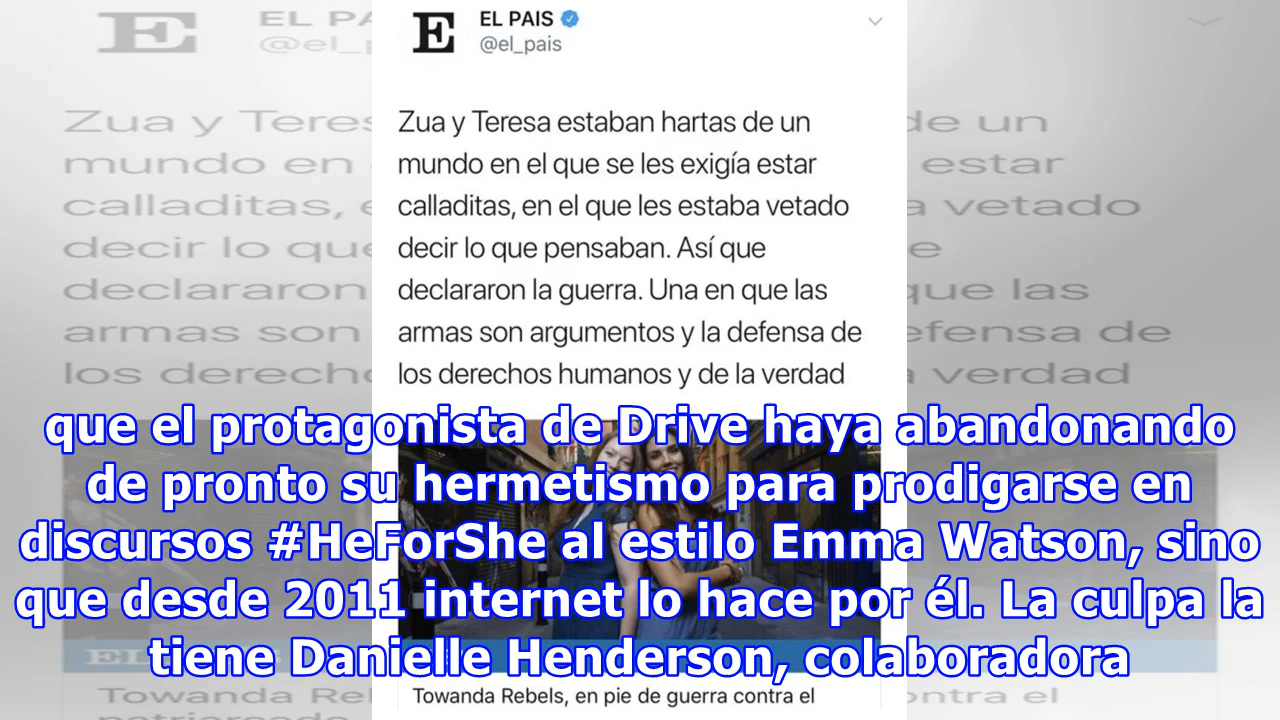 E
EL PAIS
@el_pais
Zua y Teresa estaban hartas de un
mundo en el que se les exigía estar
calladitas, en el que les estaba vetado
decir lo que pensaban. Así que
declararon la guerra. Una en que las
armas son argumentos y la defensa de
los derechos humanos y de la verdad
que el protagonista de Drive haya abandonando
de pronto su hermetismo para prodigarse en
discursos #HeForShe al estilo Emma Watson, sino
que desde 2011 internet lo hace por él. La culpa la
tiene Danielle Henderson, colaboradora
Towanda Rebels, en pie de guerra contra el